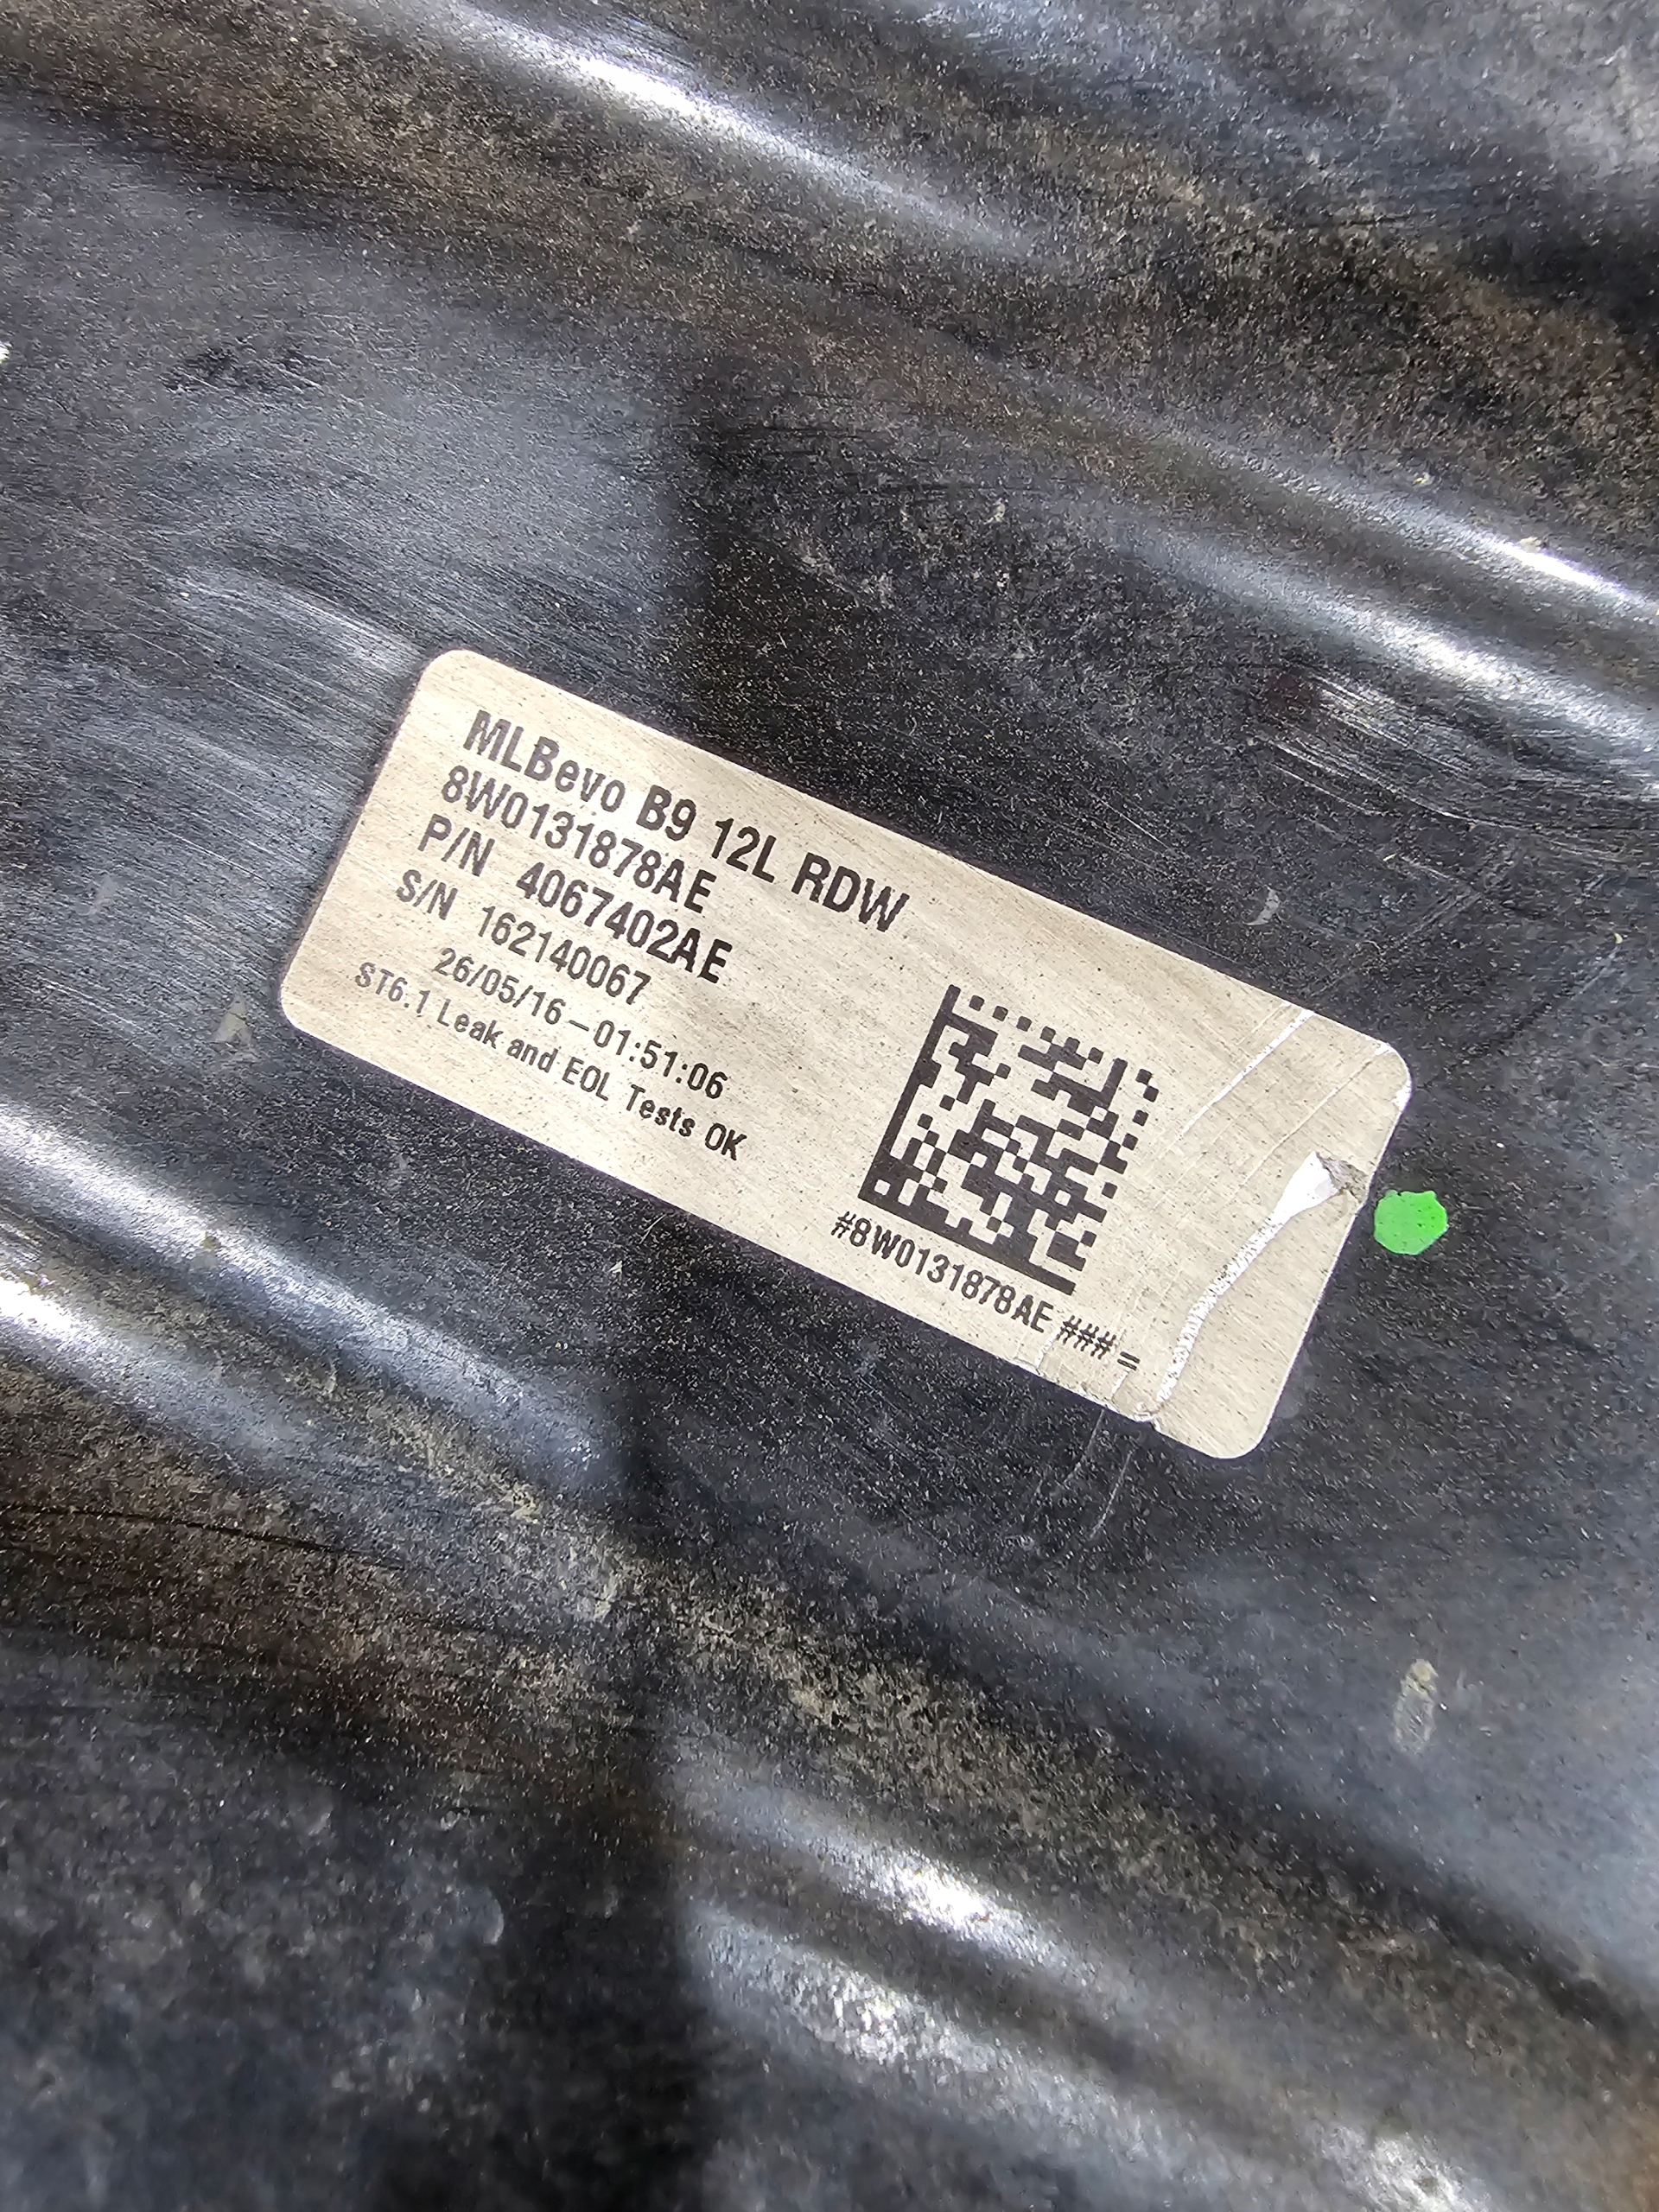 MLBevo B9 12L RDW
8W0131878AE
P/N 4067402AE
S/N 162140067
26/05/16-01:51:06
ST6.1 Leak and EOL Tests OK
#8W0131878AE ###=